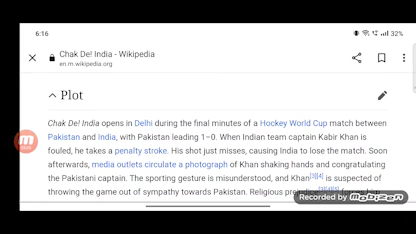 6:16
32%
Chak De! India - Wikipedia
en.m.wikipedia.org
Plot
Chak De! India opens in Delhi during the final minutes of a Hockey World Cup match between
Pakistan and India, with Pakistan leading 1–0. When Indian team captain Kabir Khan is
fouled, he takes a penalty stroke. His shot just misses, causing India to lose the match. Soon
afterwards, media outlets circulate a photograph of Khan shaking hands and congratulating
the Pakistani captain. The sporting gesture is misunderstood, and Khan[3][4] is suspected of
throwing the game out of sympathy towards Pakistan. Religious
Recorded by mobizen